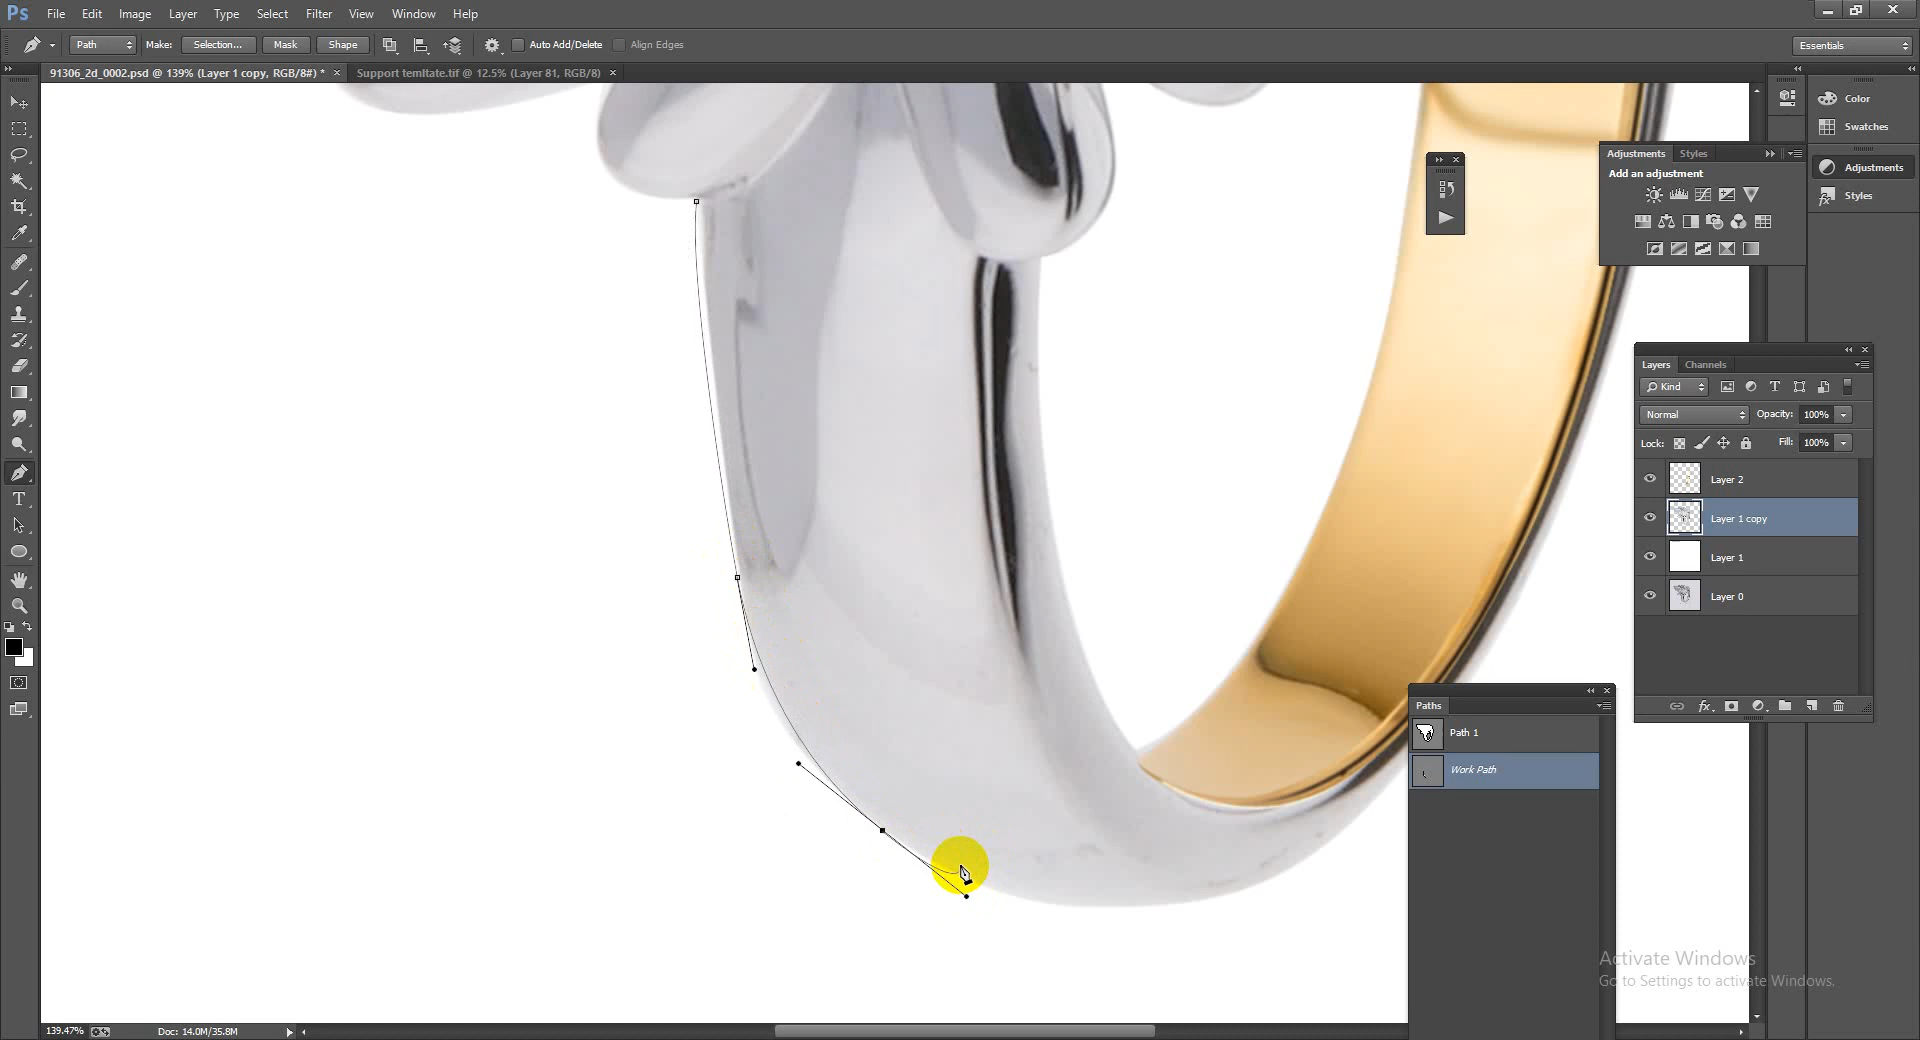 Ps File Edit Image Layer Type Select Filter View Window Help
Path Make: Selection... Mask Shape Auto Add/Delete Align Edges Essentials
91306_2d_0002.psd @ 139% (Layer 1 copy, RGB/8#) * × Support temltate.tif @ 12.5% (Layer 81, RGB/8) ×
Color
Swatches
Adjustments
Styles
Adjustments Styles
Add an adjustment
Layers Channels
Kind
Normal Opacity: 100%
Lock: Fill: 100%
Layer 2
Layer 1 copy
Layer 1
Layer 0
fx
Paths
Path 1
Work Path
Activate Windows
Go to Settings to activate Windows.
139.47% Doc: 14.0M/35.8M